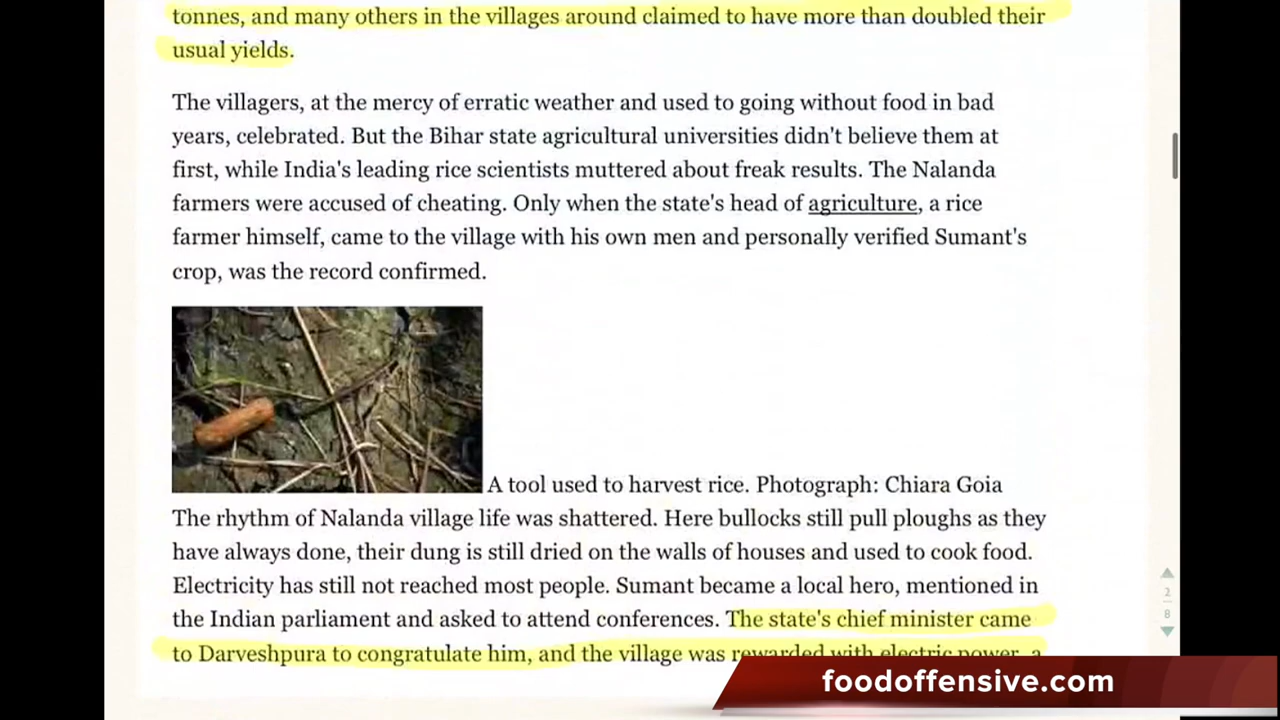 tonnes, and many others in the villages around claimed to have more than doubled their
usual yields.
The villagers, at the mercy of erratic weather and used to going without food in bad
years, celebrated. But the Bihar state agricultural universities didn't believe them at
first, while India's leading rice scientists muttered about freak results. The Nalanda
farmers were accused of cheating. Only when the state's head of agriculture, a rice
farmer himself, came to the village with his own men and personally verified Sumant's
crop, was the record confirmed.
A tool used to harvest rice. Photograph: Chiara Goia
The rhythm of Nalanda village life was shattered. Here bullocks still pull ploughs as they
have always done, their dung is still dried on the walls of houses and used to cook food.
Electricity has still not reached most people. Sumant became a local hero, mentioned in
the Indian parliament and asked to attend conferences. The state's chief minister came
to Darveshpura to congratulate him, and the village was rewarded with electric power, a
2
8
foodoffensive.com